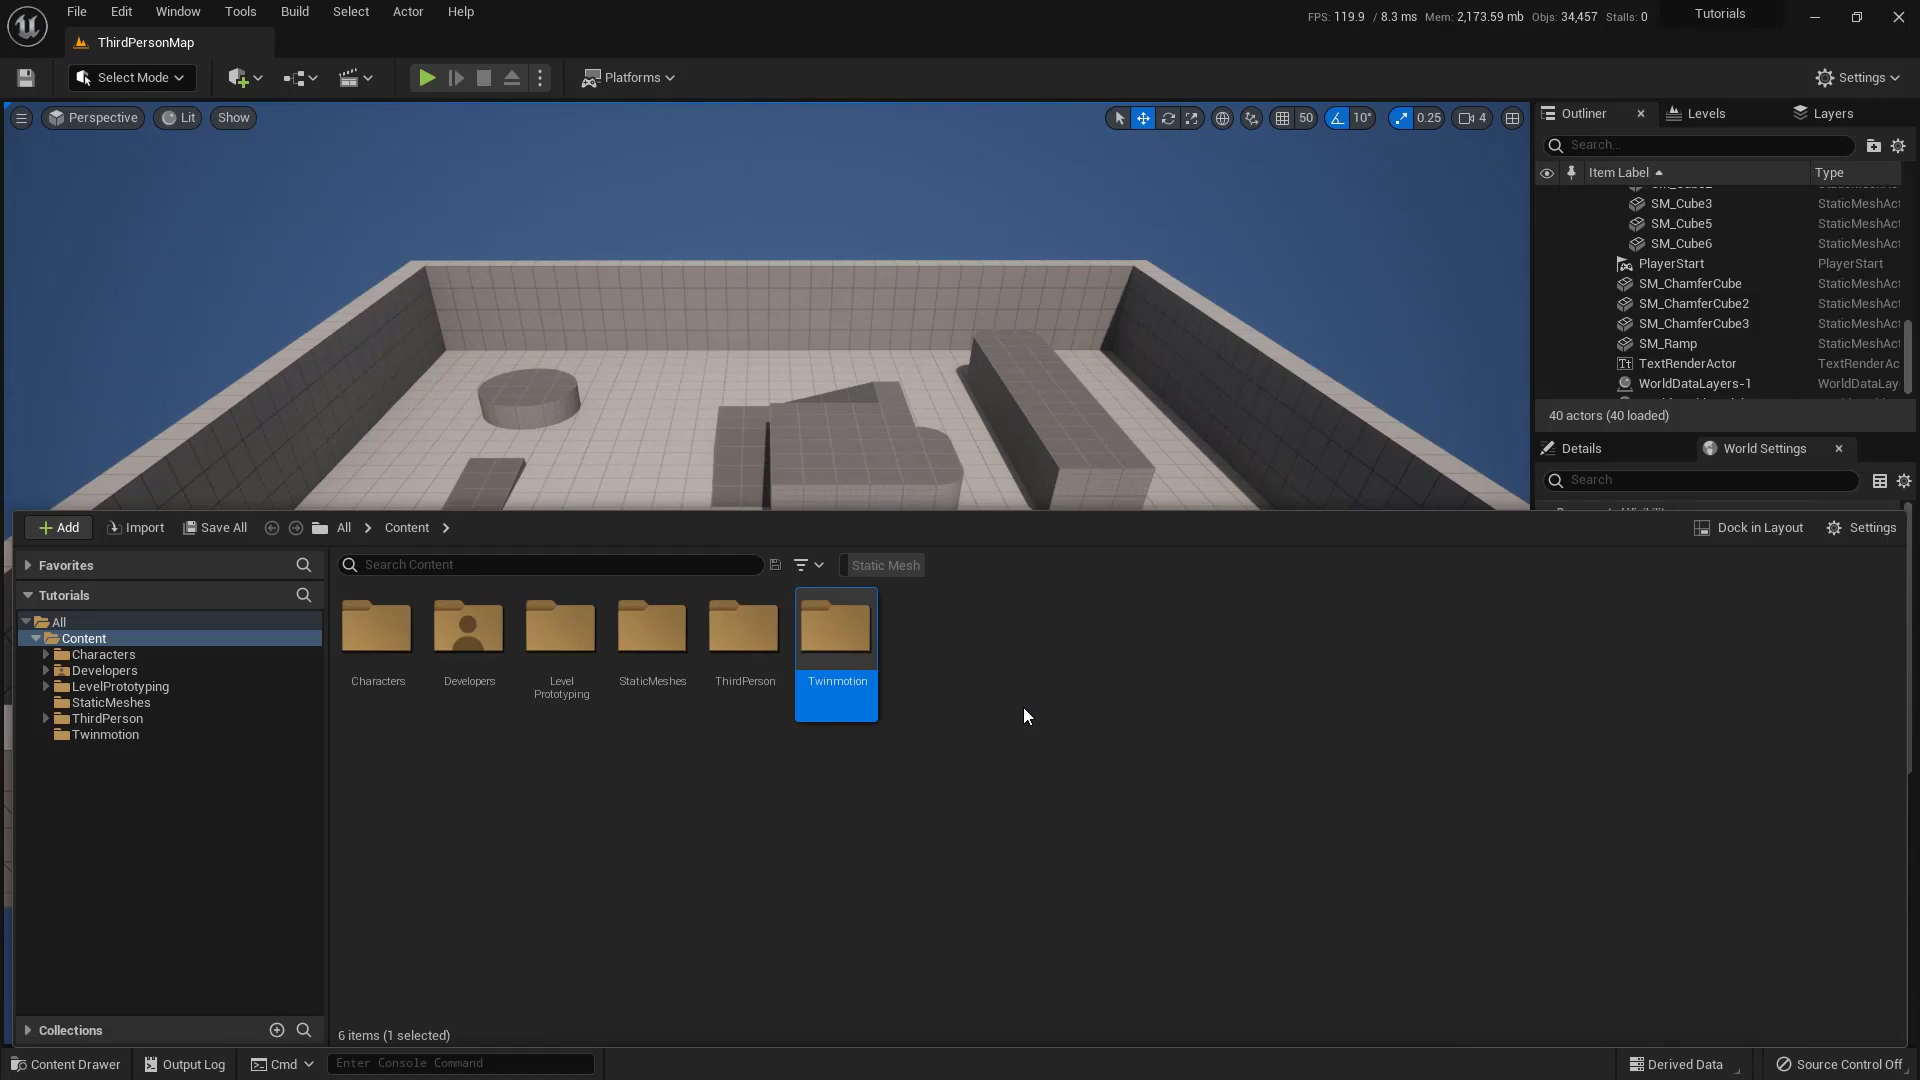 File Edit Window Tools Build Select Actor Help
FPS: 119.9 / 8.3 ms Mem: 2,173.59 mb Objs: 34,457 Stalls: 0
Tutorials
ThirdPersonMap
Select Mode
Platforms
Settings
Perspective
Lit
Show
50
10°
0.25
4
Outliner
Levels
Layers
Search...
Item Label
Type
SM_Cube3 StaticMeshAct
SM_Cube5 StaticMeshAct
SM_Cube6 StaticMeshAct
PlayerStart PlayerStart
SM_ChamferCube StaticMeshAct
SM_ChamferCube2 StaticMeshAct
SM_ChamferCube3 StaticMeshAct
SM_Ramp StaticMeshAct
TextRenderActor TextRenderAc
WorldDataLayers-1 WorldDataLay
40 actors (40 loaded)
Details
World Settings
Search
Add
Import
Save All
All
Content
Dock in Layout
Settings
Favorites
Tutorials
All
Content
Characters
Developers
LevelPrototyping
StaticMeshes
ThirdPerson
Twinmotion
Collections
Search Content
Static Mesh
Characters
Developers
Level
Prototyping
StaticMeshes
ThirdPerson
Twinmotion
6 items (1 selected)
Content Drawer
Output Log
Cmd
Enter Console Command
Derived Data
Source Control Off